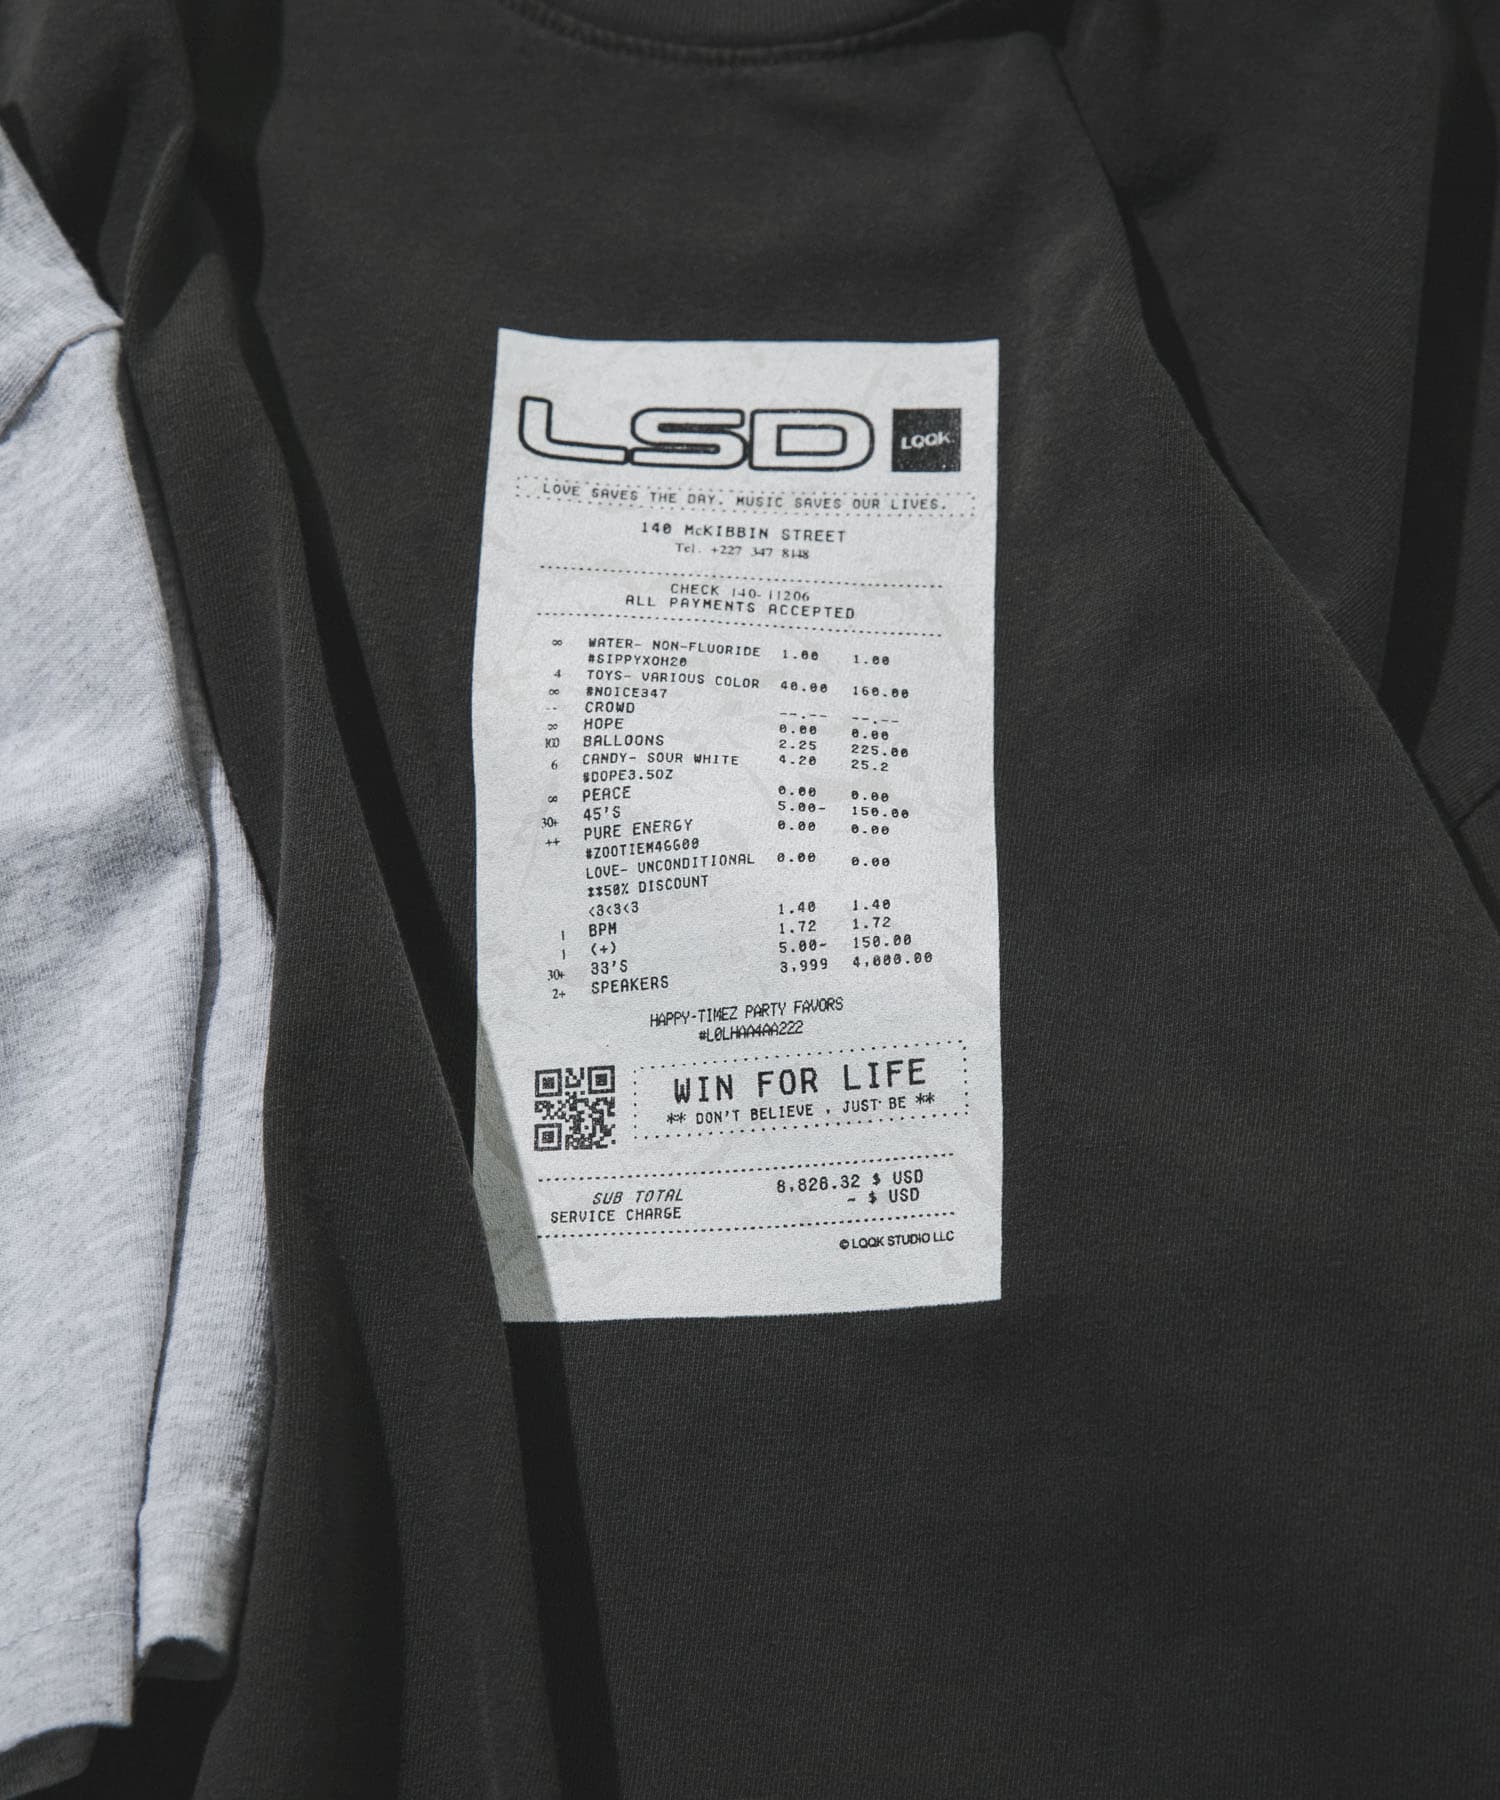 LSD LQQK.
LOVE SAVES THE DAY. MUSIC SAVES OUR LIVES.
140 McKIBBIN STREET
Tel. +227 347 8148
CHECK 140-11206
ALL PAYMENTS ACCEPTED
∞ WATER- NON-FLUORIDE 1.00 1.00
#SIPPYXOH20
4 TOYS- VARIOUS COLOR 40.00 160.00
∞ #NOICE347
-- CROWD --.-- --.--
∞ HOPE 0.00 0.00
100 BALLOONS 2.25 225.00
6 CANDY- SOUR WHITE 4.20 25.2
#DOPE3.5OZ
∞ PEACE 0.00 0.00
30+ 45'S 5.00- 150.00
++ PURE ENERGY 0.00 0.00
#ZOOTIEM46G00
LOVE- UNCONDITIONAL 0.00 0.00
**50% DISCOUNT
<3<3<3
1 BPM 1.40 1.40
1 (+) 1.72 1.72
30+ 33'S 5.00- 150.00
2+ SPEAKERS 3,999 4,000.00
HAPPY-TIMEZ PARTY FAVORS
#L0LHAA4AA222
WIN FOR LIFE
** DON'T BELIEVE , JUST BE **
SUB TOTAL 8,826.32 $ USD
SERVICE CHARGE ~ $ USD
© LQQK STUDIO LLC